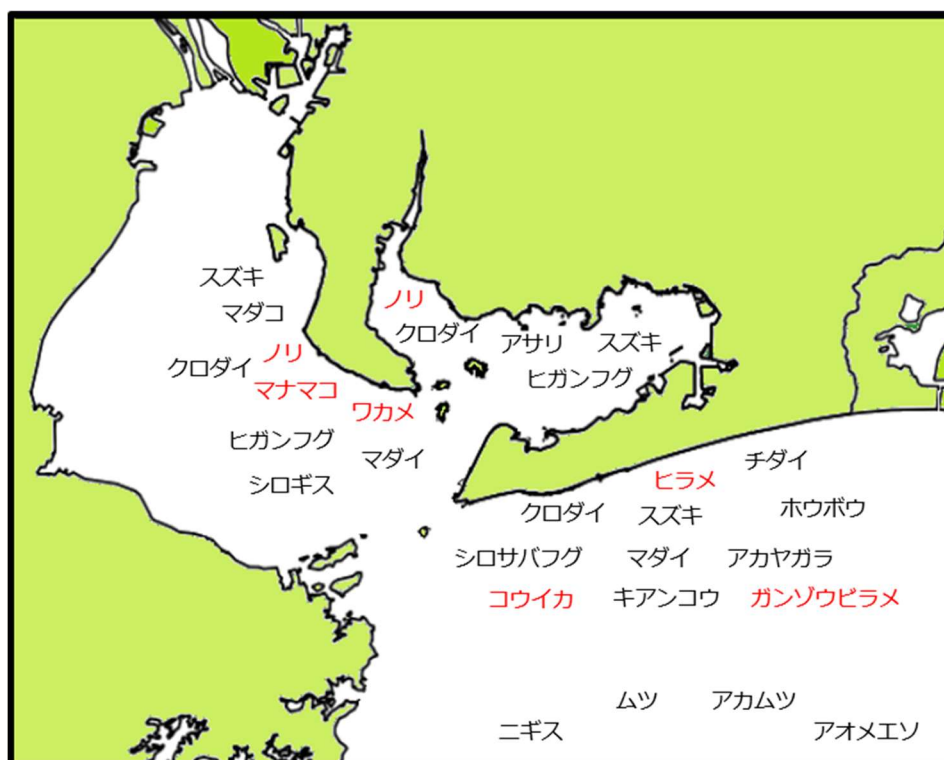 スズキ
マダコ
ノリ
クロダイ
アサリ
スズキ
ノリ
クロダイ
マナマコ
ヒガンフグ
ワカメ
ヒガンフグ
マダイ
シロギス
チダイ
ヒラメ
クロダイ
スズキ
ホウボウ
シロサバフグ
マダイ
アカヤガラ
コウイカ
キアンコウ
ガンゾウビラメ
ムツ
アカムツ
ニギス
アオメエソ